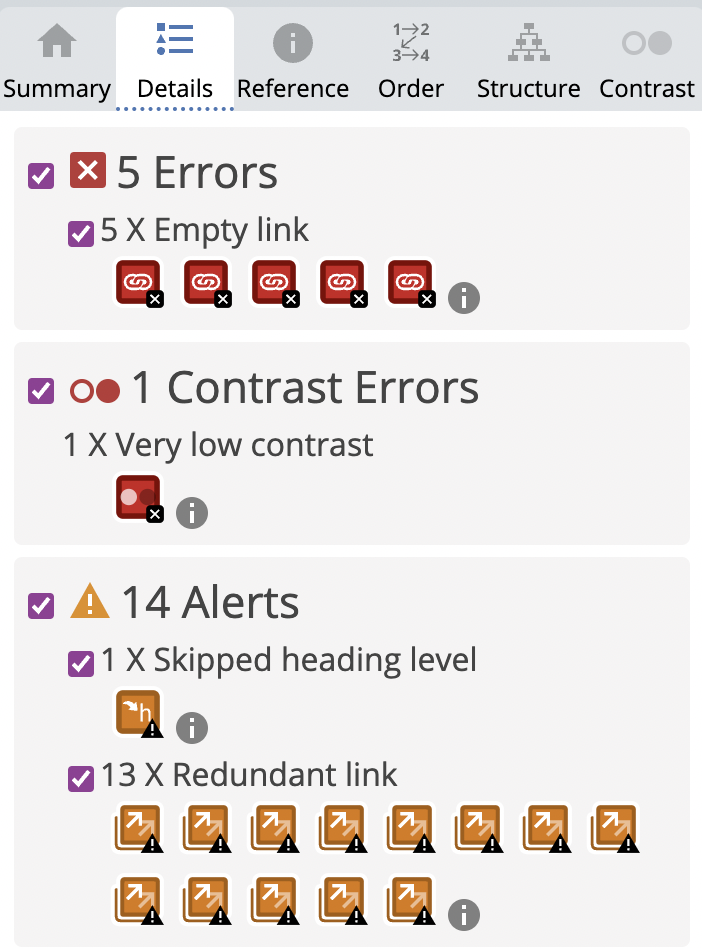 1→2
3→4
Summary Details Reference Order Structure Contrast
5 Errors
5 X Empty link
1 Contrast Errors
1 X Very low contrast
14 Alerts
1 X Skipped heading level
h
13 X Redundant link